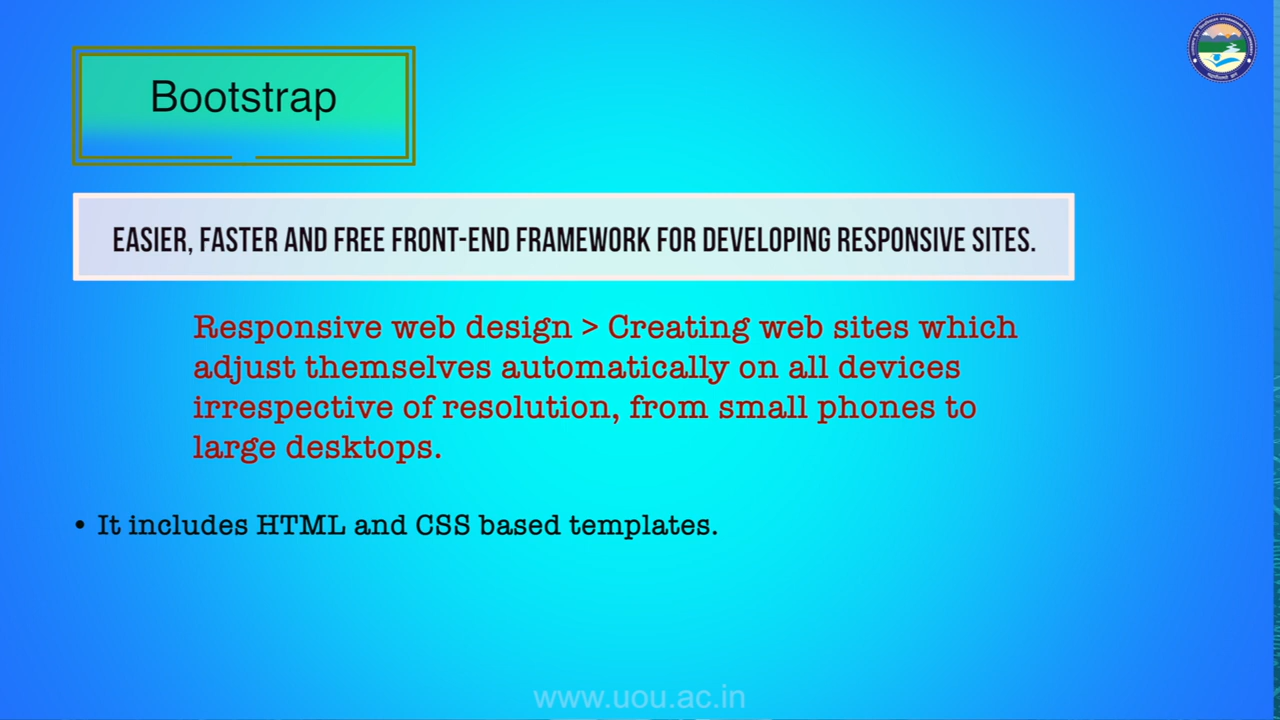 Bootstrap
EASIER, FASTER AND FREE FRONT-END FRAMEWORK FOR DEVELOPING RESPONSIVE SITES.
Responsive web design > Creating web sites which
adjust themselves automatically on all devices
irrespective of resolution, from small phones to
large desktops.
• It includes HTML and CSS based templates.
www.uou.ac.in